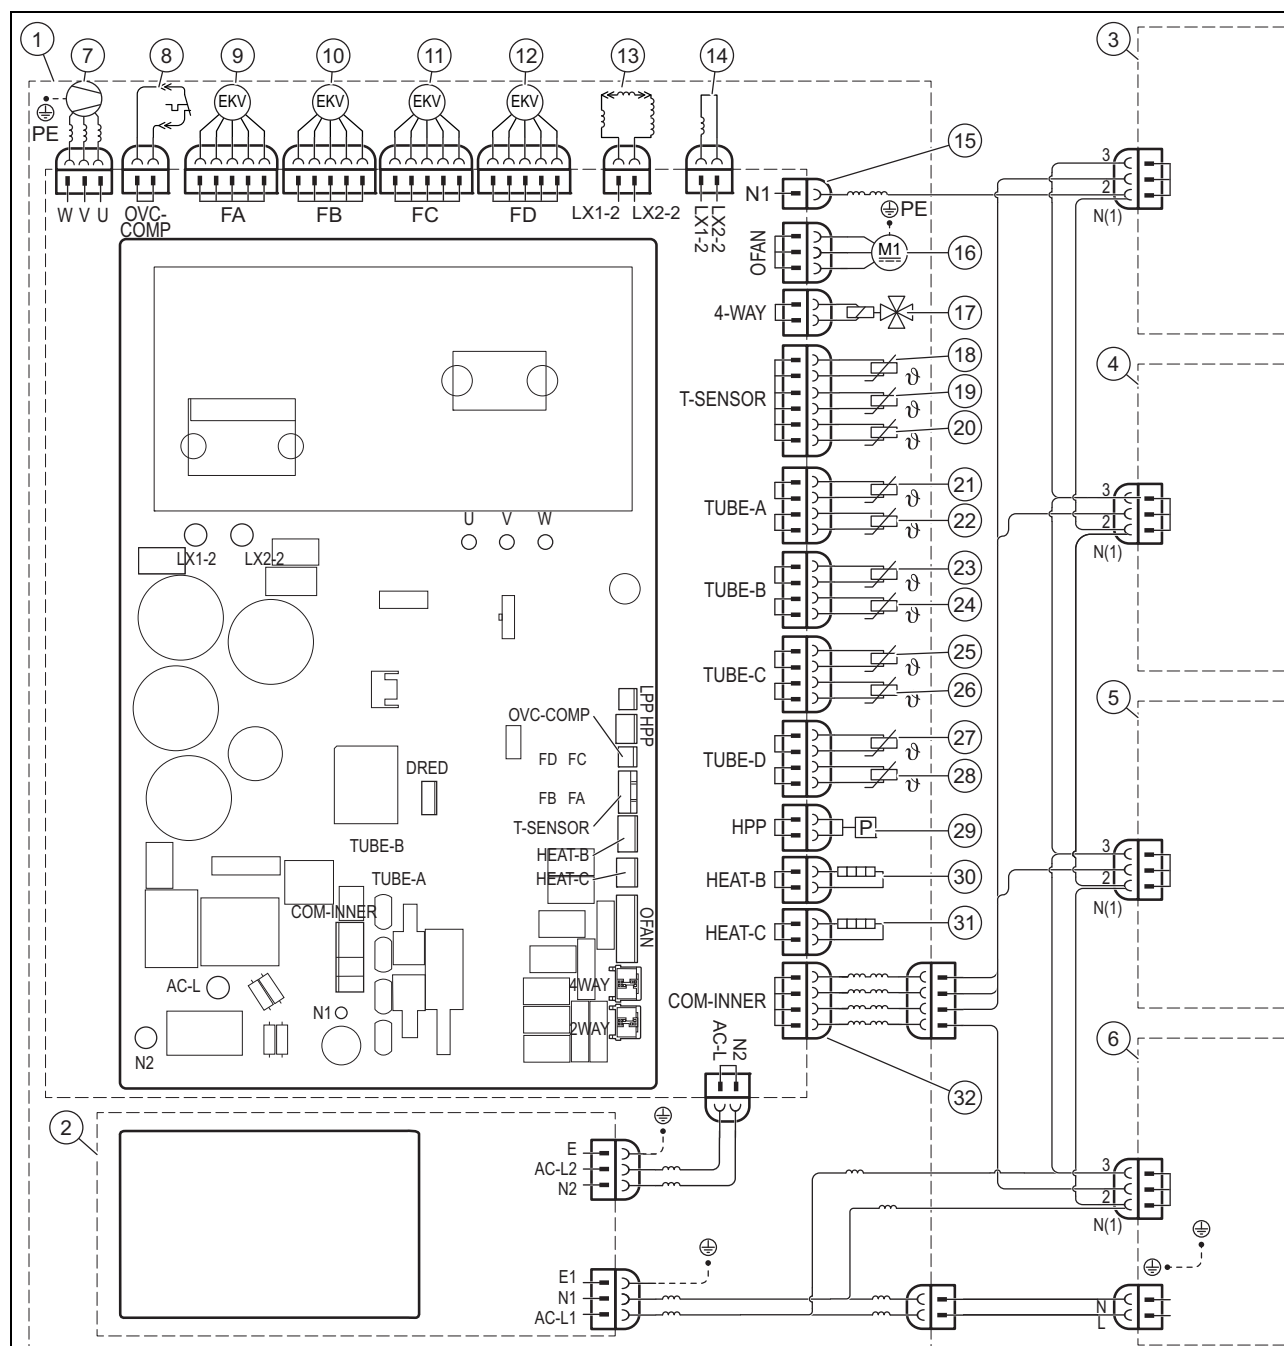 1 7 8 9 10 11 12 13 14 3
EKV EKV EKV EKV
PE
W V U
OVC-
COMP
FA FB FC FD
LX1-2 LX2-2
LX1-2
LX2-2
N1
15
3
2
N(1)
PE
OFAN
M1
16
4-WAY
17
4
T-SENSOR
18
ϑ
19
ϑ
20
ϑ
TUBE-A
21
ϑ
22
ϑ
3
2
N(1)
TUBE-B
23
ϑ
24
ϑ
TUBE-C
25
ϑ
26
ϑ
5
TUBE-D
27
ϑ
28
ϑ
HPP
P
29
HEAT-B
30
3
2
N(1)
HEAT-C
31
COM-INNER
32
AC-L
N2
6
U V W
LX1-2 LX2-2
LPP
HPP
OVC-COMP
FD FC
DRED
FB FA
T-SENSOR
TUBE-B
HEAT-B
TUBE-A
HEAT-C
COM-INNER
OFAN
AC-L
4WAY
N1
2WAY
N2
2
E
AC-L2
N2
3
2
N(1)
E1
N1
AC-L1
N
L